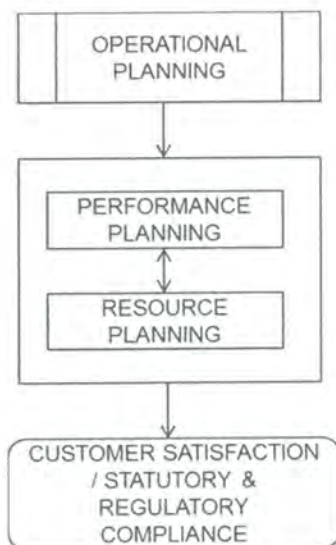 OPERATIONAL
PLANNING
PERFORMANCE
PLANNING
RESOURCE
PLANNING
CUSTOMER SATISFACTION
/ STATUTORY &
REGULATORY
COMPLIANCE